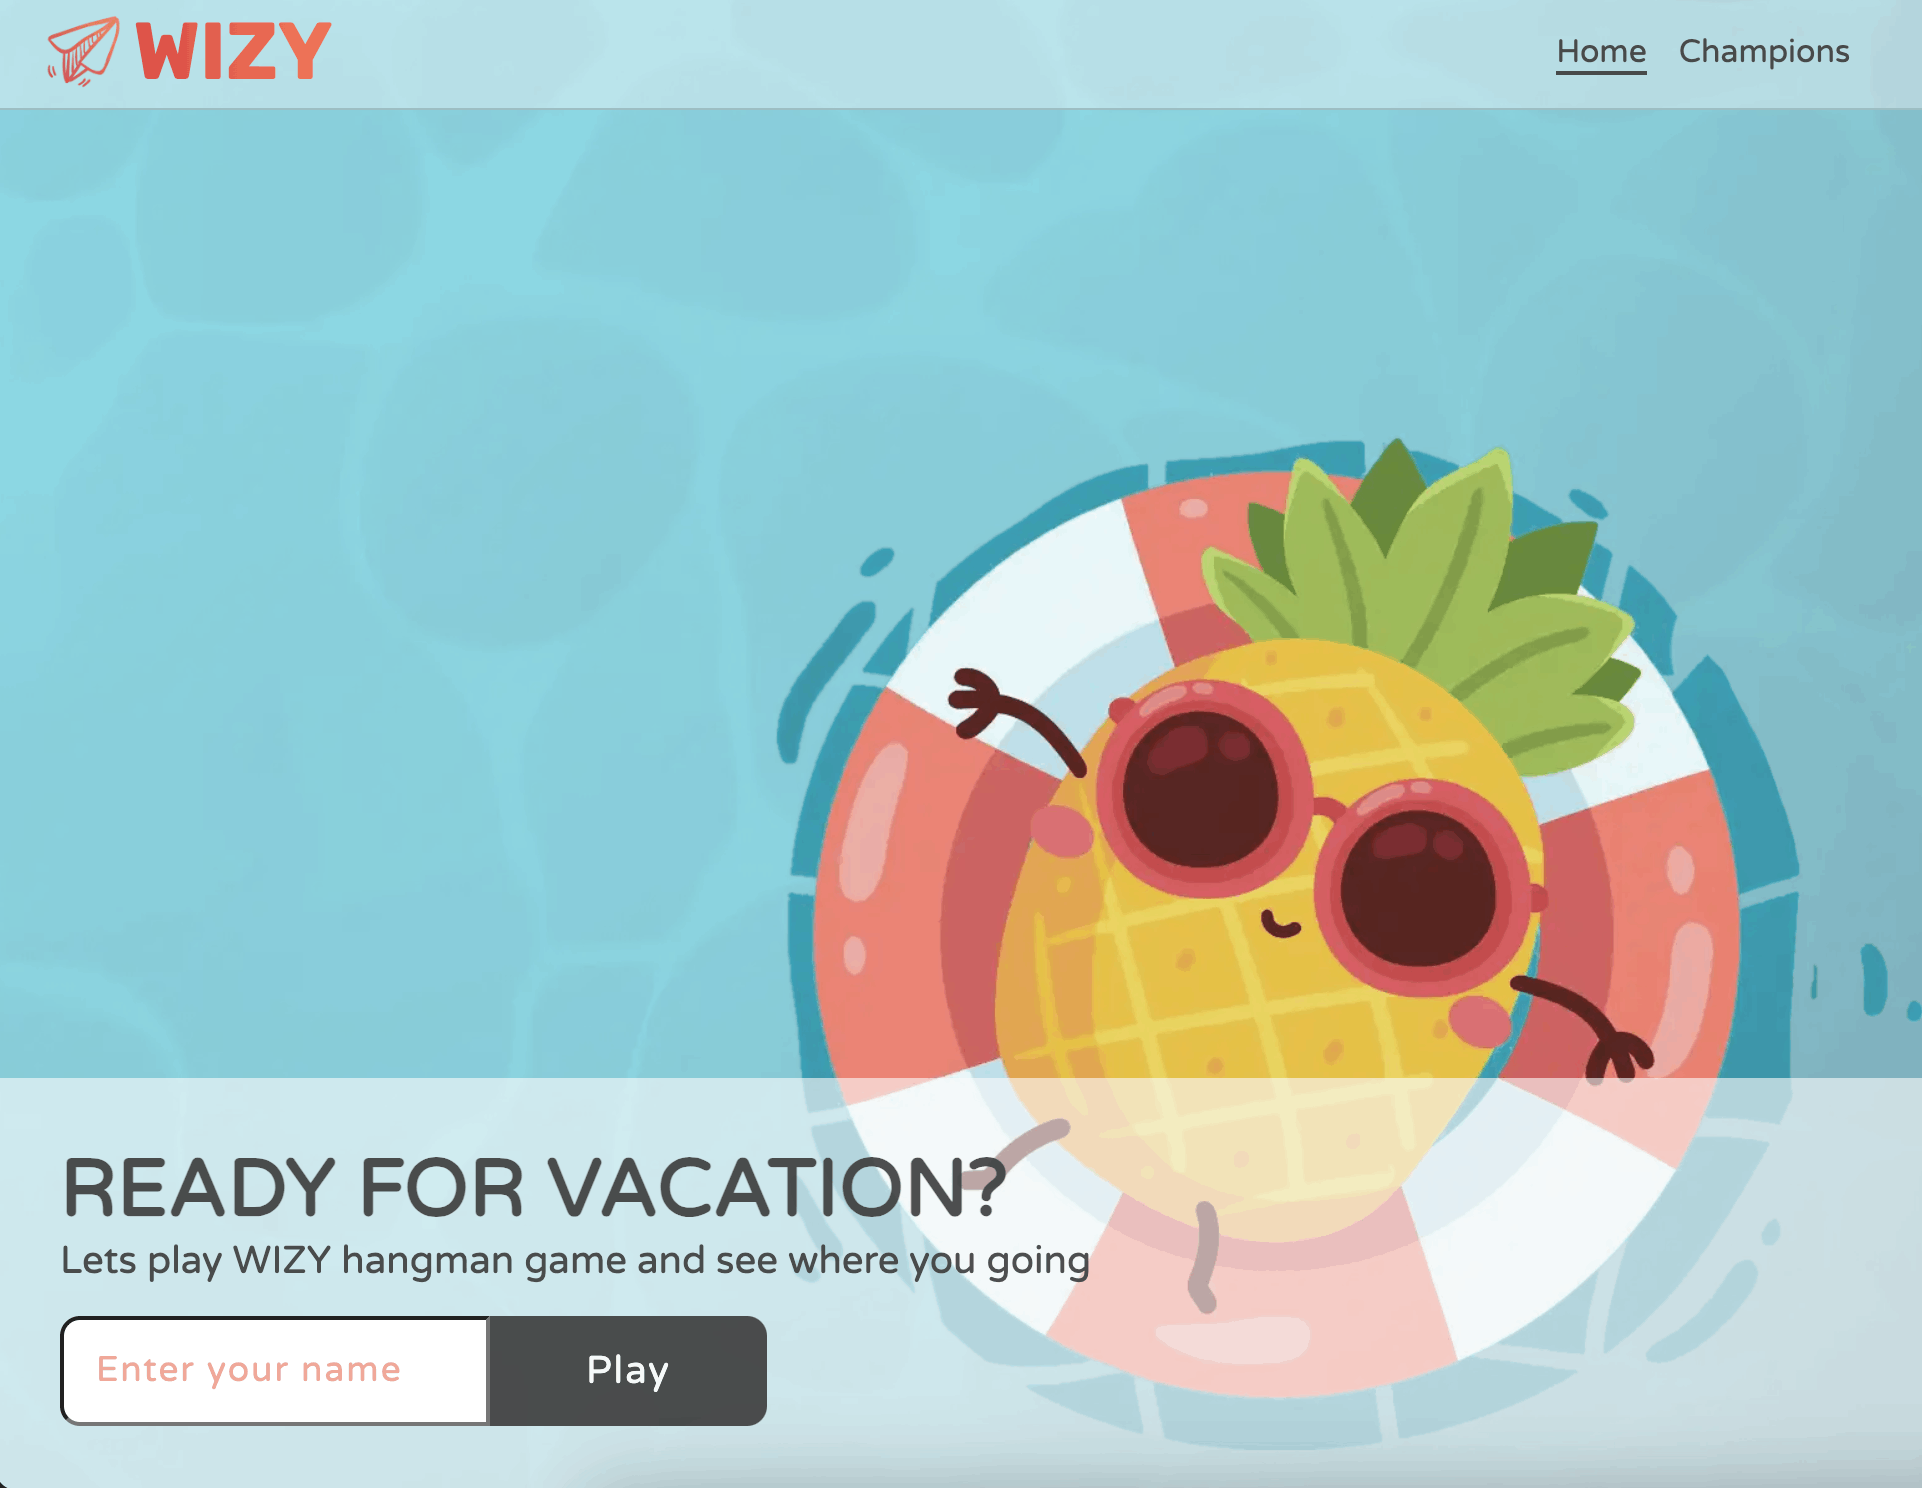 WIZY
Home Champions
READY FOR VACATION?
Lets play WIZY hangman game and see where you going
Enter your name Play